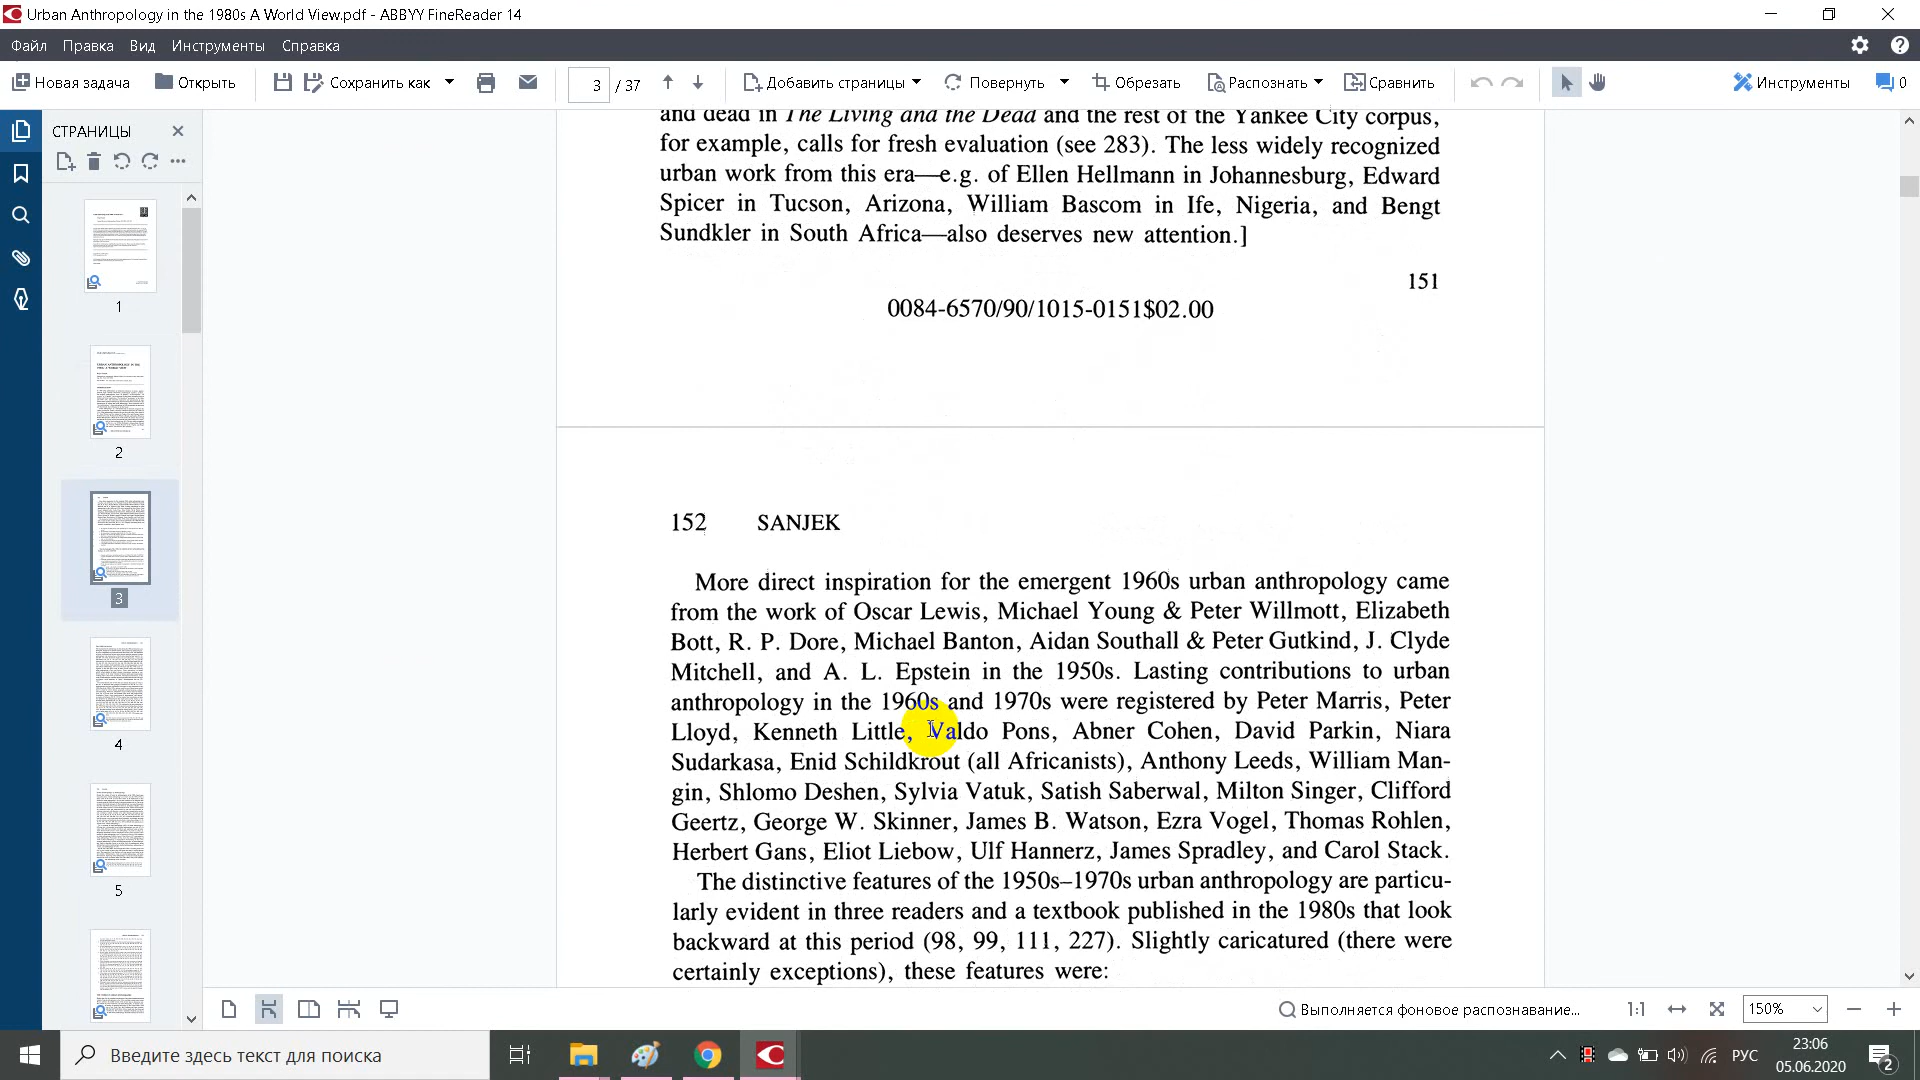 Urban Anthropology in the 1980s A World View.pdf - ABBYY FineReader 14
Файл Правка Вид Инструменты Справка
Новая задача Открыть Сохранить как 3 / 37 Добавить страницы Повернуть Обрезать Распознать Сравнить Инструменты 0
СТРАНИЦЫ
1
2
3
4
5
and dead in The Living and the Dead and the rest of the Yankee City corpus,
for example, calls for fresh evaluation (see 283). The less widely recognized
urban work from this era—e.g. of Ellen Hellmann in Johannesburg, Edward
Spicer in Tucson, Arizona, William Bascom in Ife, Nigeria, and Bengt
Sundkler in South Africa—also deserves new attention.]
151
0084-6570/90/1015-0151$02.00
152 SANJEK
More direct inspiration for the emergent 1960s urban anthropology came
from the work of Oscar Lewis, Michael Young & Peter Willmott, Elizabeth
Bott, R. P. Dore, Michael Banton, Aidan Southall & Peter Gutkind, J. Clyde
Mitchell, and A. L. Epstein in the 1950s. Lasting contributions to urban
anthropology in the 1960s and 1970s were registered by Peter Marris, Peter
Lloyd, Kenneth Little, Valdo Pons, Abner Cohen, David Parkin, Niara
Sudarkasa, Enid Schildkrout (all Africanists), Anthony Leeds, William Man-
gin, Shlomo Deshen, Sylvia Vatuk, Satish Saberwal, Milton Singer, Clifford
Geertz, George W. Skinner, James B. Watson, Ezra Vogel, Thomas Rohlen,
Herbert Gans, Eliot Liebow, Ulf Hannerz, James Spradley, and Carol Stack.
The distinctive features of the 1950s–1970s urban anthropology are particu-
larly evident in three readers and a textbook published in the 1980s that look
backward at this period (98, 99, 111, 227). Slightly caricatured (there were
certainly exceptions), these features were:
Выполняется фоновое распознавание... 1:1 150%
Введите здесь текст для поиска
РУС
23:06
05.06.2020
2